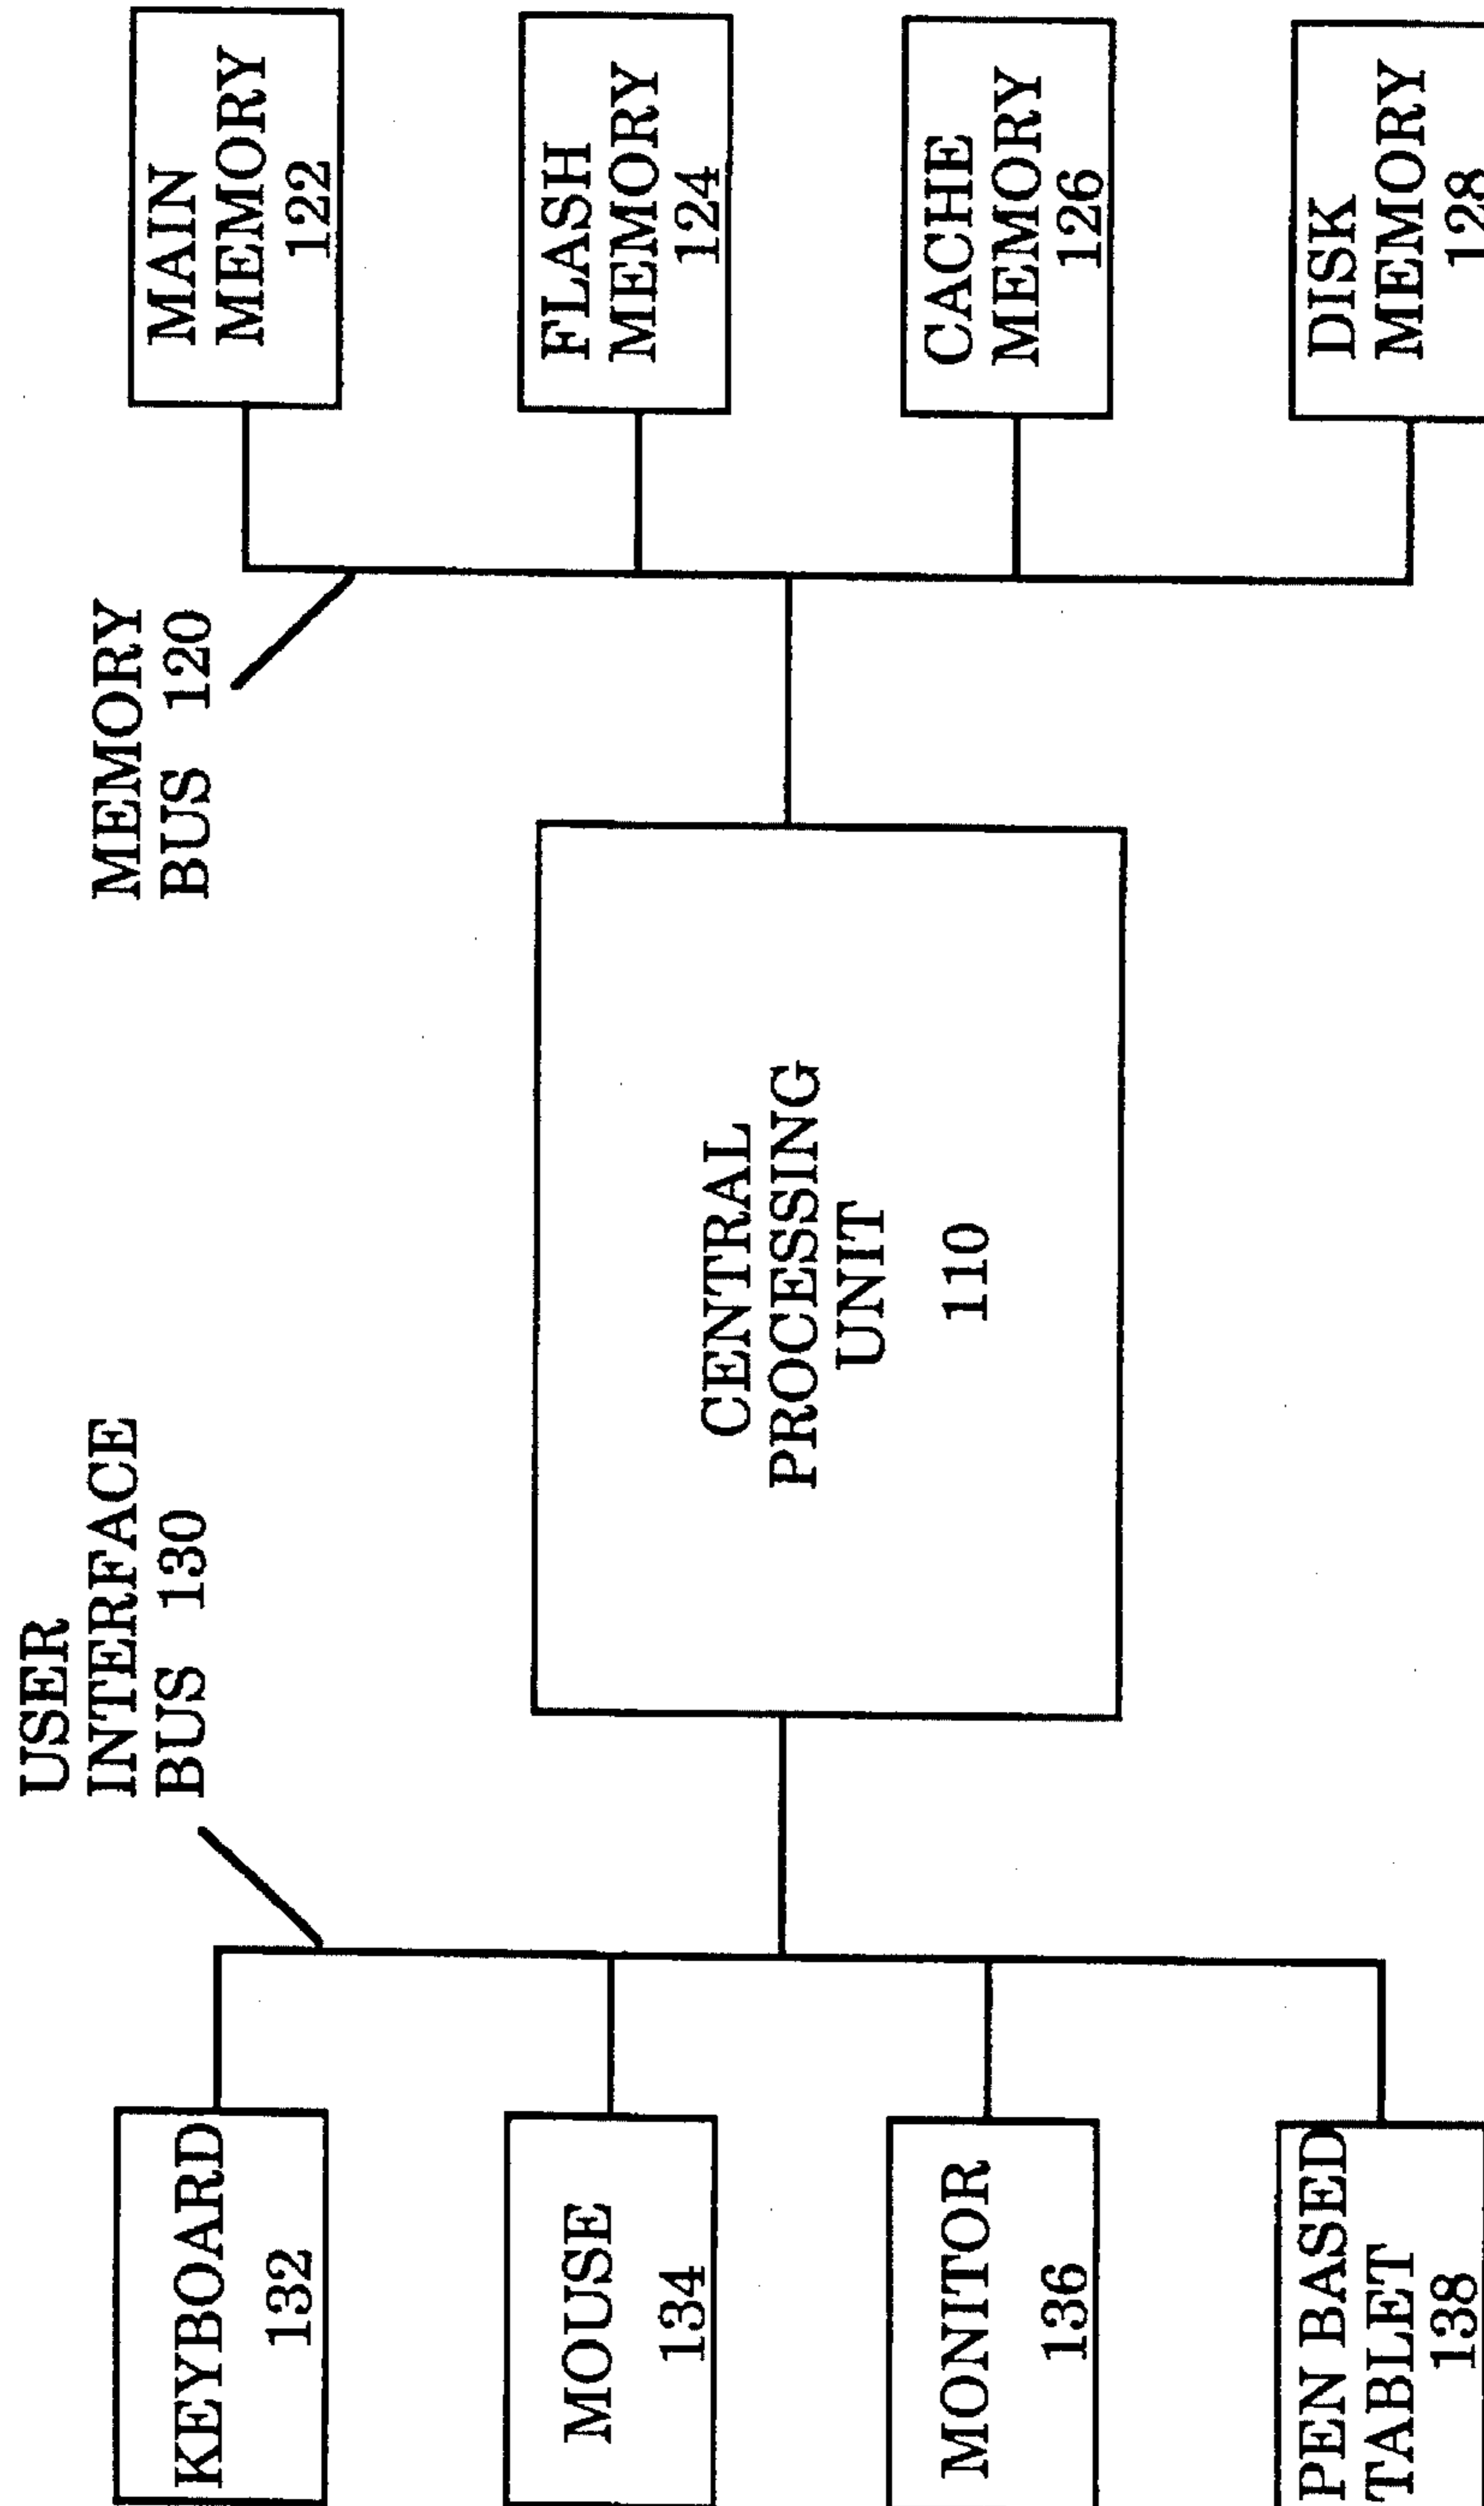 USER
INTERFACE
BUS 130
MEMORY
BUS 120
KEYBOARD
132
MOUSE
134
MONITOR
136
PEN BASED
TABLET
138
CENTRAL
PROCESSING
UNIT
110
MAIN
MEMORY
122
FLASH
MEMORY
124
CACHE
MEMORY
126
DISK
MEMORY
128